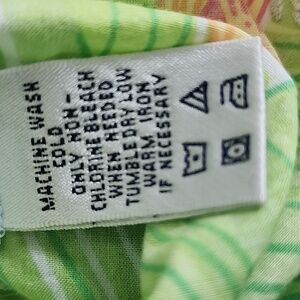 MACHINE WASH
COLD
ONLY NON-
CHLORINE BLEACH
WHEN NEEDED
TUMBLE DRY LOW
WARM IRON
IF NECESSARY